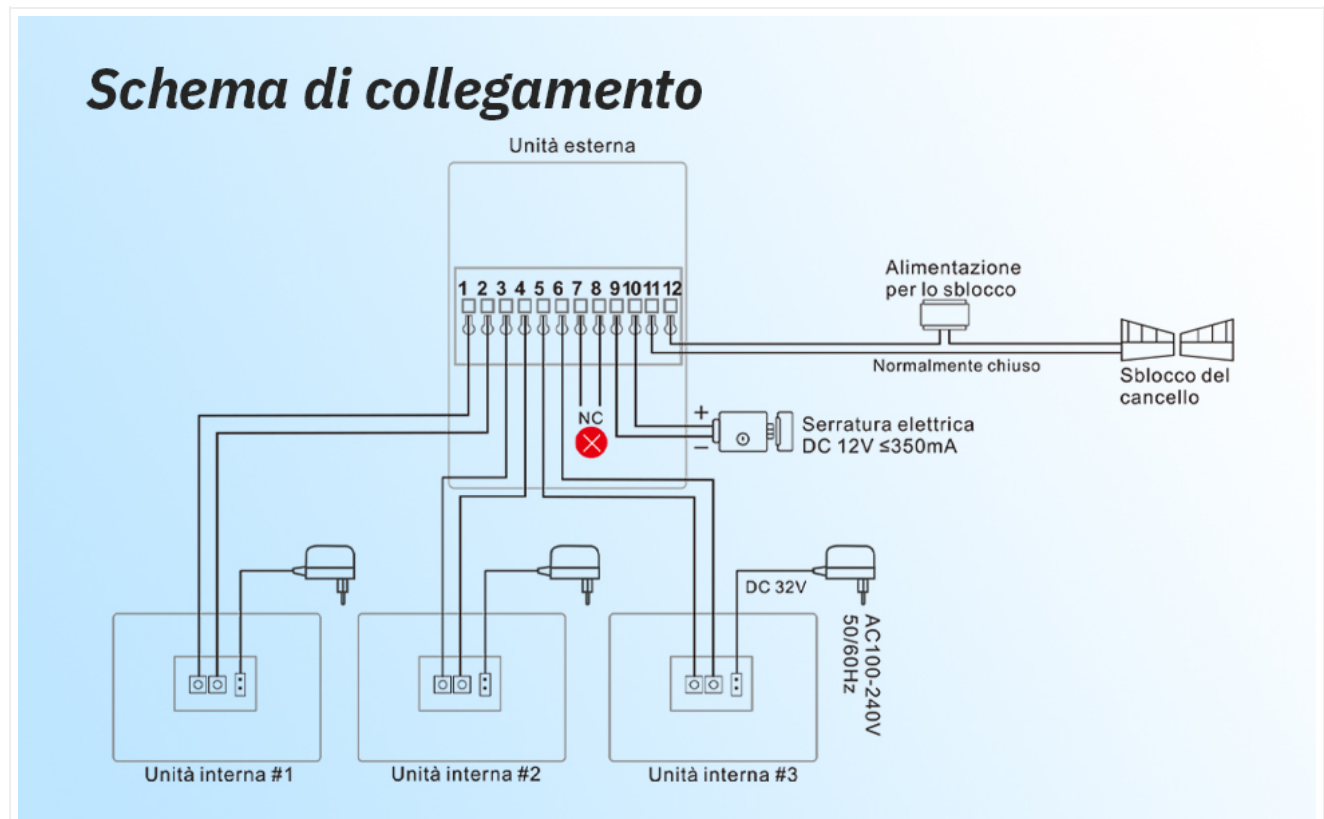 Schema di collegamento
Unità esterna
1 2 3 4 5 6 7 8 9 10 11 12
Alimentazione
per lo sblocco
Normalmente chiuso
Sblocco del
cancello
NC
+
−
Serratura elettrica
DC 12V ≤350mA
DC 32V
AC100-240V
50/60Hz
Unità interna #1
Unità interna #2
Unità interna #3